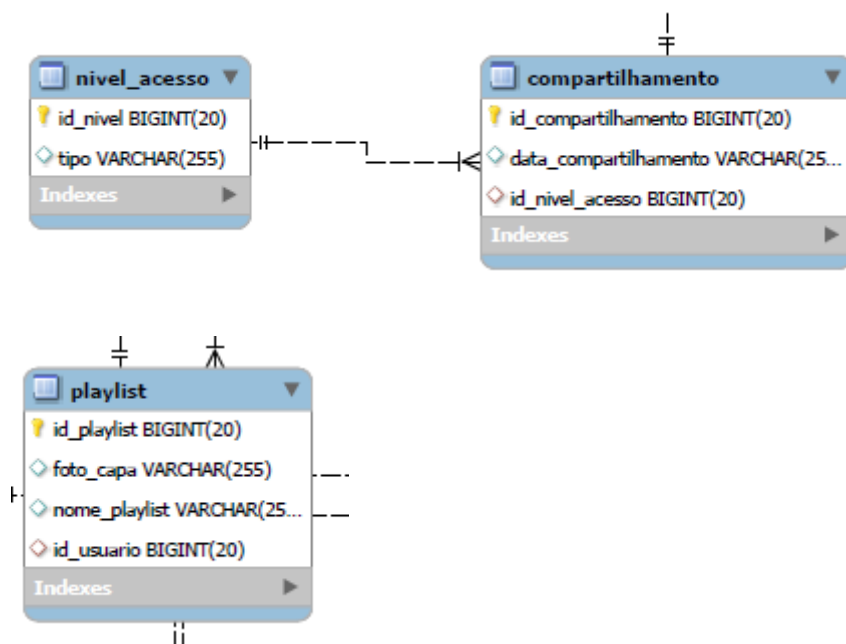 nivel_acesso
id_nivel BIGINT(20)
tipo VARCHAR(255)
Indexes
compartilhamento
id_compartilhamento BIGINT(20)
data_compartilhamento VARCHAR(25...
id_nivel_acesso BIGINT(20)
Indexes
playlist
id_playlist BIGINT(20)
foto_capa VARCHAR(255)
nome_playlist VARCHAR(25...
id_usuario BIGINT(20)
Indexes